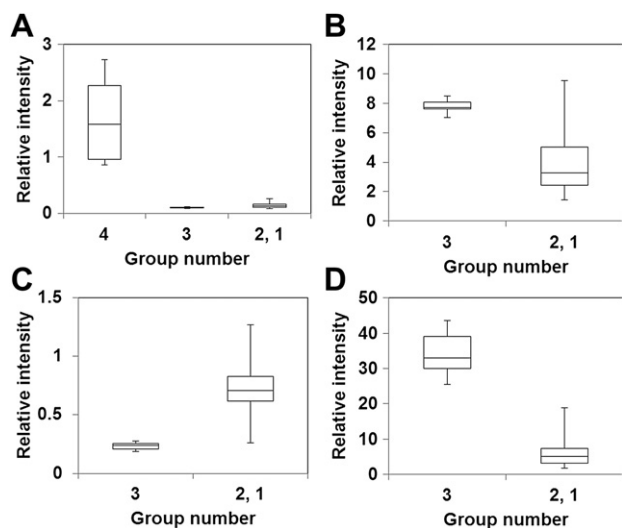 A
Relative intensity
3
2
1
0
4 3 2, 1
Group number
B
Relative intensity
12
10
8
6
4
2
0
3 2, 1
Group number
C
Relative intensity
1.5
1
0.5
0
3 2, 1
Group number
D
Relative intensity
50
40
30
20
10
0
3 2, 1
Group number